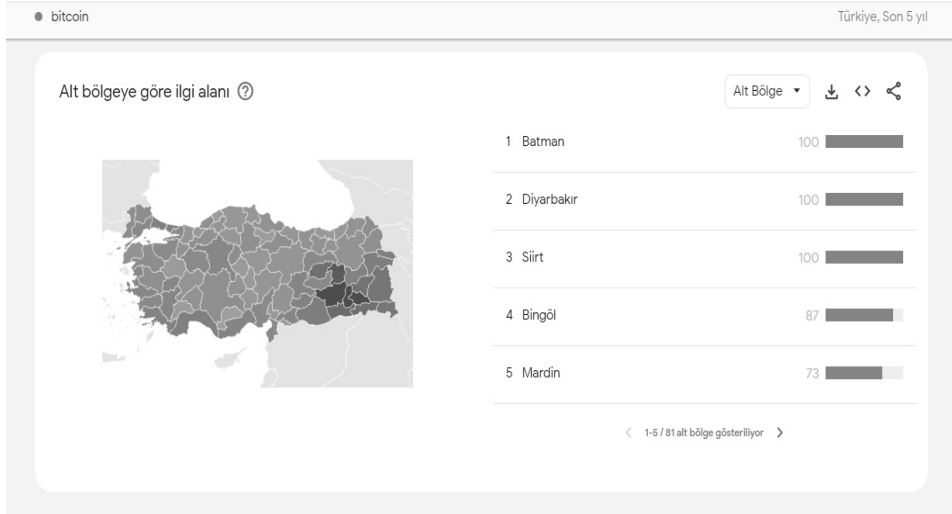 bitcoin
Türkiye, Son 5 yıl
Alt bölgeye göre ilgi alanı
Alt Bölge
1 Batman 100
2 Diyarbakır 100
3 Siirt 100
4 Bingöl 87
5 Mardin 73
1-5 / 81 alt bölge gösteriliyor